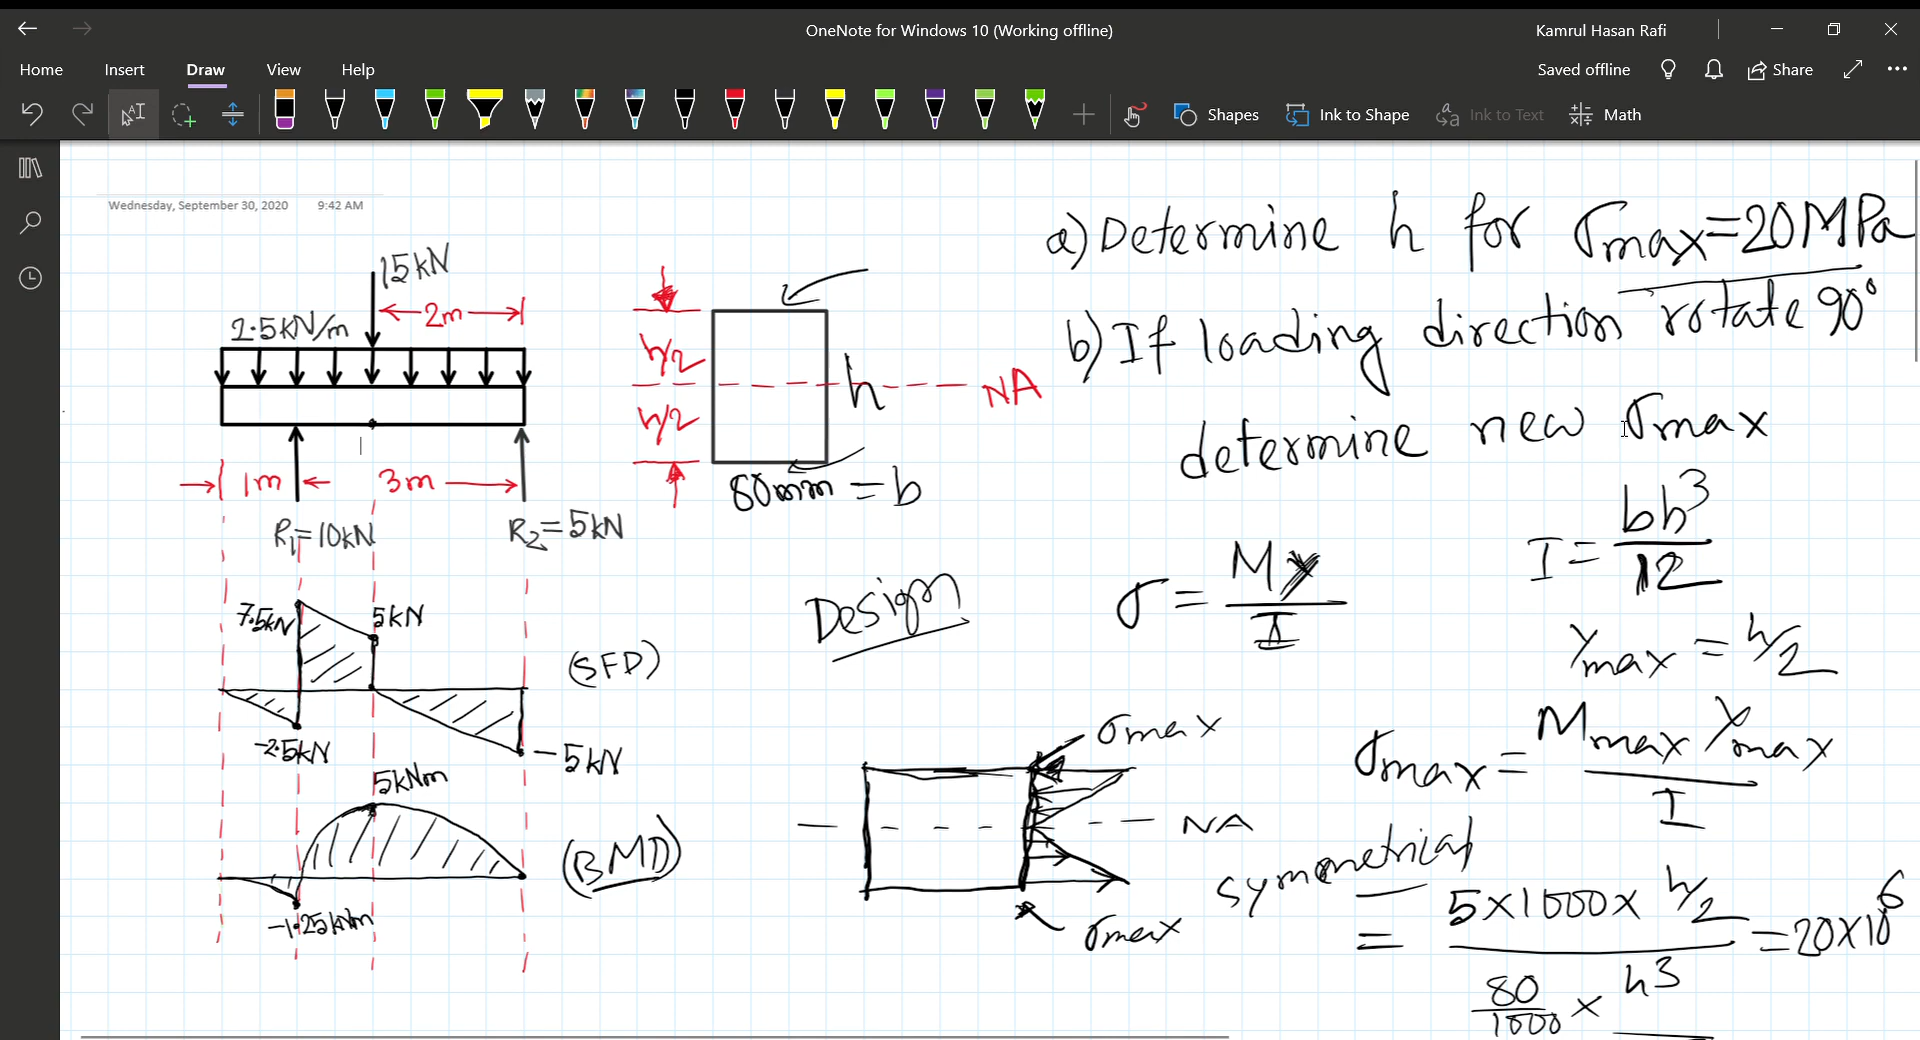 OneNote for Windows 10 (Working offline)
Kamrul Hasan Rafi
Home Insert Draw View Help
Saved offline
Share
Shapes
Ink to Shape
Ink to Text
Math
Wednesday, September 30, 2020 9:42 AM
15kN
2m
2.5kN/m
1m
3m
R₁=10kN
R₂=5kN
h/2
h/2
h
NA
80mm = b
a) Determine h for σmax=20MPa
b) If loading direction rotate 90°
determine new σmax
7.5kN
5kN
(SFD)
-2.5kN
-5kN
5kNm
(BMD)
-1.25kNm
Design
σ = My/I
I = bh³/12
Ymax = h/2
σmax
NA
σmax
symmetrical
σmax = Mmax Ymax/I
= 5×1000× h/2 = 20×10⁶
80/1000 × h³